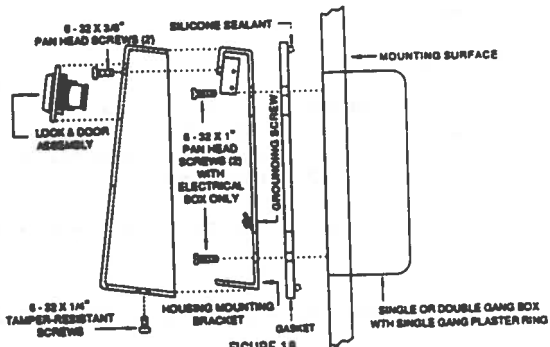 6 - 32 X 3/8"
PAN HEAD SCREWS (2)
SILICONE SEALANT
MOUNTING SURFACE
LOCK & DOOR
ASSEMBLY
6 - 32 X 1"
PAN HEAD
SCREWS (2)
WITH
ELECTRICAL
BOX ONLY
GROUNDING SCREW
6 - 32 X 1/4"
TAMPER-RESISTANT
SCREWS
HOUSING MOUNTING
BRACKET
GASKET
SINGLE OR DOUBLE GANG BOX
WTH SINGLE GANG PLASTER RING
FIGURE